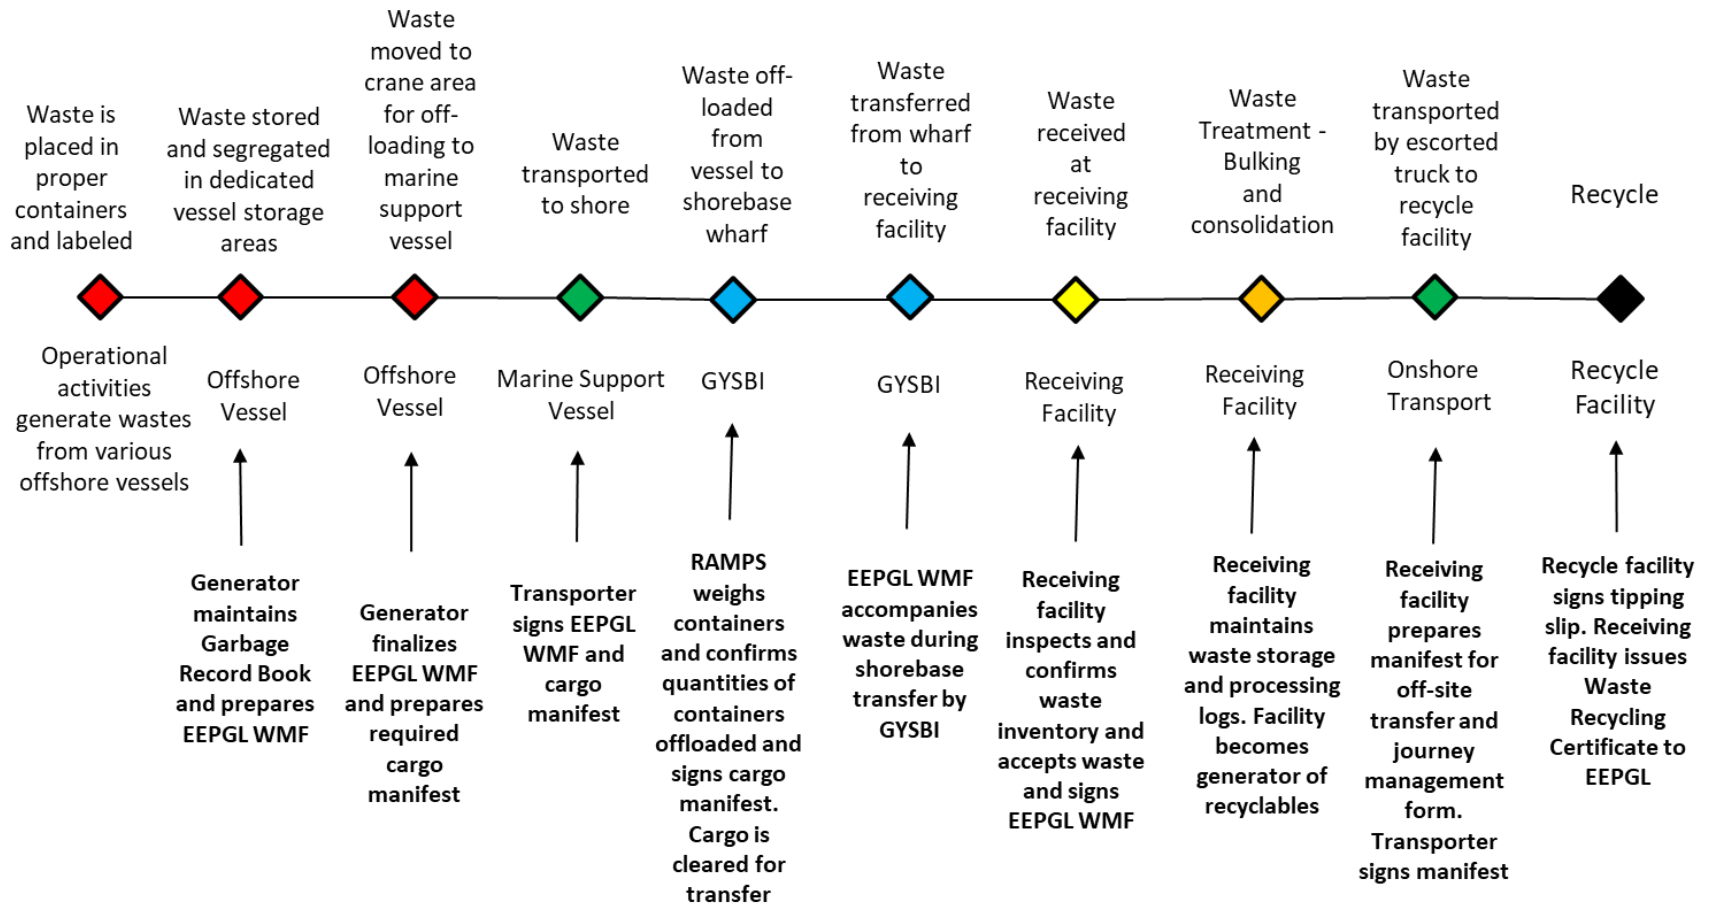 Waste is
placed in
proper
containers
and labeled
Waste stored
and segregated
in dedicated
vessel storage
areas
Waste
moved to
crane area
for off-
loading to
marine
support
vessel
Waste
transported
to shore
Waste off-
loaded
from
vessel to
shorebase
wharf
Waste
transferred
from wharf
to
receiving
facility
Waste
received
at
receiving
facility
Waste
Treatment -
Bulking
and
consolidation
Waste
transported
by escorted
truck to
recycle
facility
Recycle
Operational
activities
generate wastes
from various
offshore vessels
Offshore
Vessel
Offshore
Vessel
Marine Support
Vessel
GYSBI
GYSBI
Receiving
Facility
Receiving
Facility
Onshore
Transport
Recycle
Facility
Generator
maintains
Garbage
Record Book
and prepares
EEPGL WMF
Generator
finalizes
EEPGL WMF
and prepares
required
cargo
manifest
Transporter
signs EEPGL
WMF and
cargo
manifest
RAMPS
weighs
containers
and confirms
quantities of
containers
offloaded and
signs cargo
manifest.
Cargo is
cleared for
transfer
EEPGL WMF
accompanies
waste during
shorebase
transfer by
GYSBI
Receiving
facility
inspects and
confirms
waste
inventory and
accepts waste
and signs
EEPGL WMF
Receiving
facility
maintains
waste storage
and processing
logs. Facility
becomes
generator of
recyclables
Receiving
facility
prepares
manifest for
off-site
transfer and
journey
management
form.
Transporter
signs manifest
Recycle facility
signs tipping
slip. Receiving
facility issues
Waste
Recycling
Certificate to
EEPGL